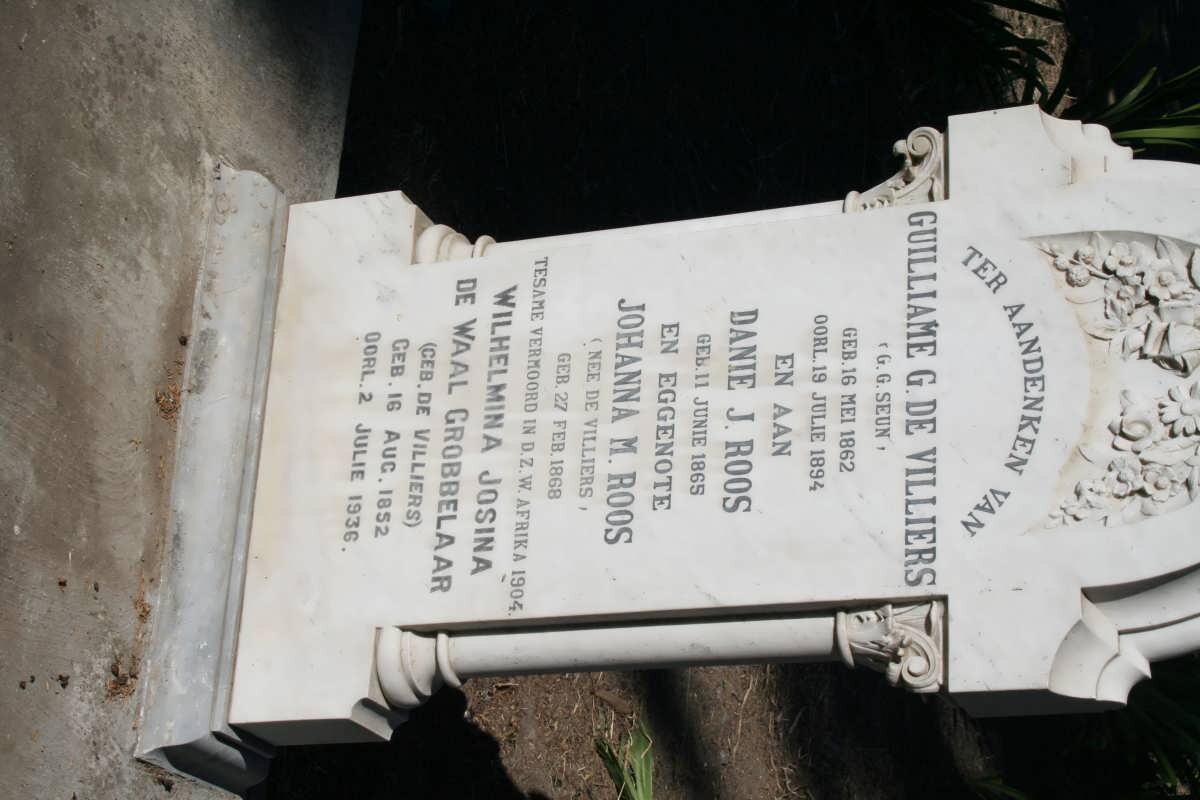 TER AANDENKEN VAN
GUILLIAME G. DE VILLIERS
(G. G. SEUN',
GEB. 16 MEI 1862
OORL. 19 JULIE 1894
EN AAN
DANIE J. ROOS
GEB. 11 JUNIE 1865
EN EGGENOTE
JOHANNA M. ROOS
(NEE DE VILLIERS,
GEB. 27 FEB. 1868
TESAME VERMOORD IN D. Z. W. AFRIKA 1904.
WILHELMINA JOSINA
DE WAAL GROBBELAAR
(GEB. DE VILLIERS)
GEB. 16 AUG. 1852
OORL. 2 JULIE 1936.